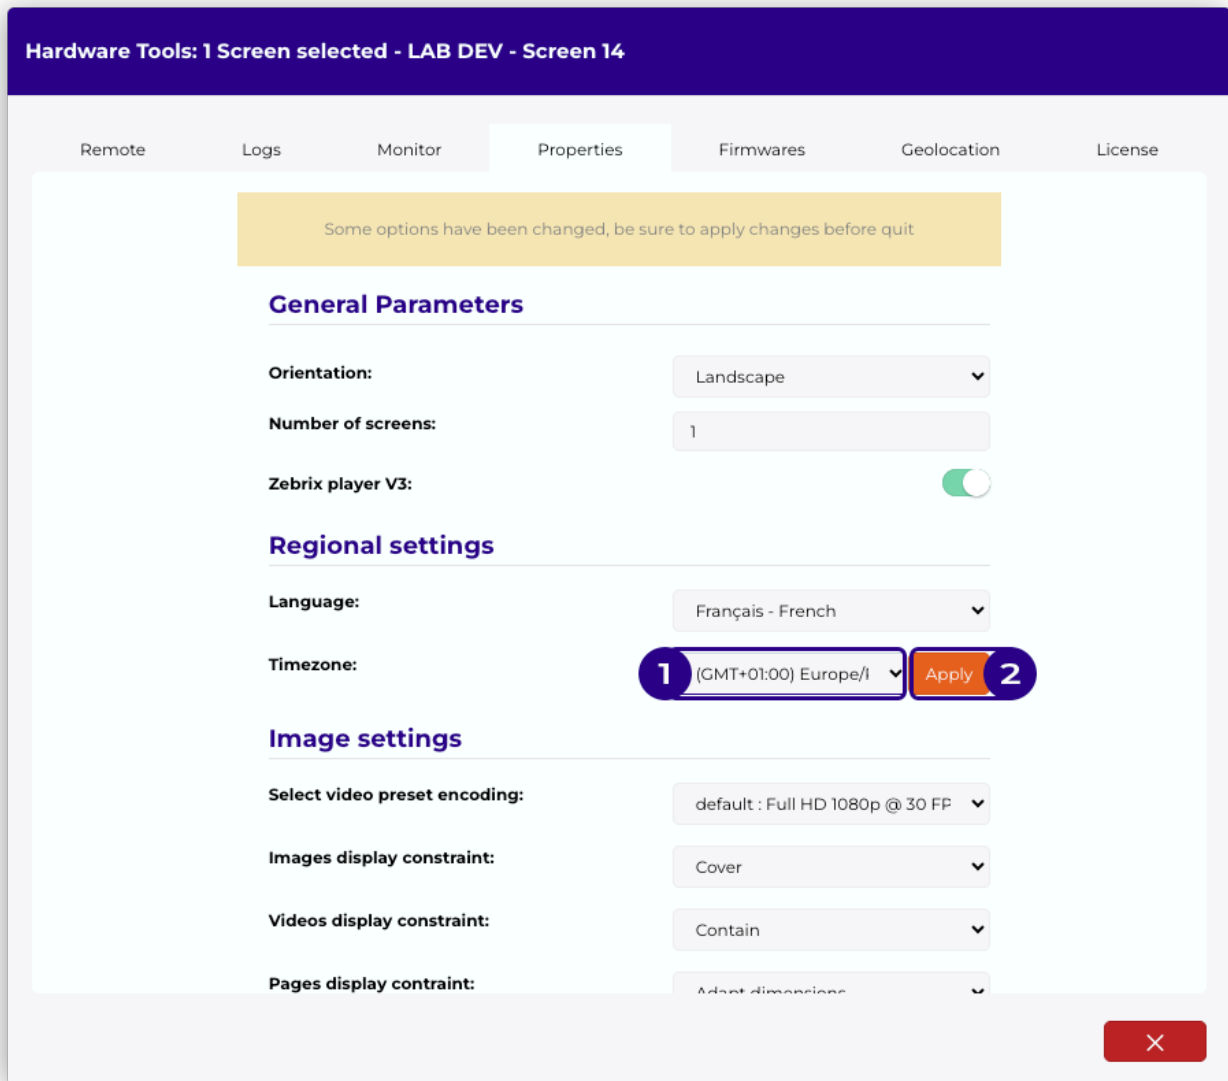 Hardware Tools: 1 Screen selected - LAB DEV - Screen 14
Remote Logs Monitor Properties Firmwares Geolocation License
Some options have been changed, be sure to apply changes before quit
General Parameters
Orientation: Landscape
Number of screens: 1
Zebrix player V3:
Regional settings
Language: Français - French
Timezone: 1 (GMT+01:00) Europe/ Apply 2
Image settings
Select video preset encoding: default : Full HD 1080p @ 30 FP
Images display constraint: Cover
Videos display constraint: Contain
Pages display contraint: Adapt dimensions